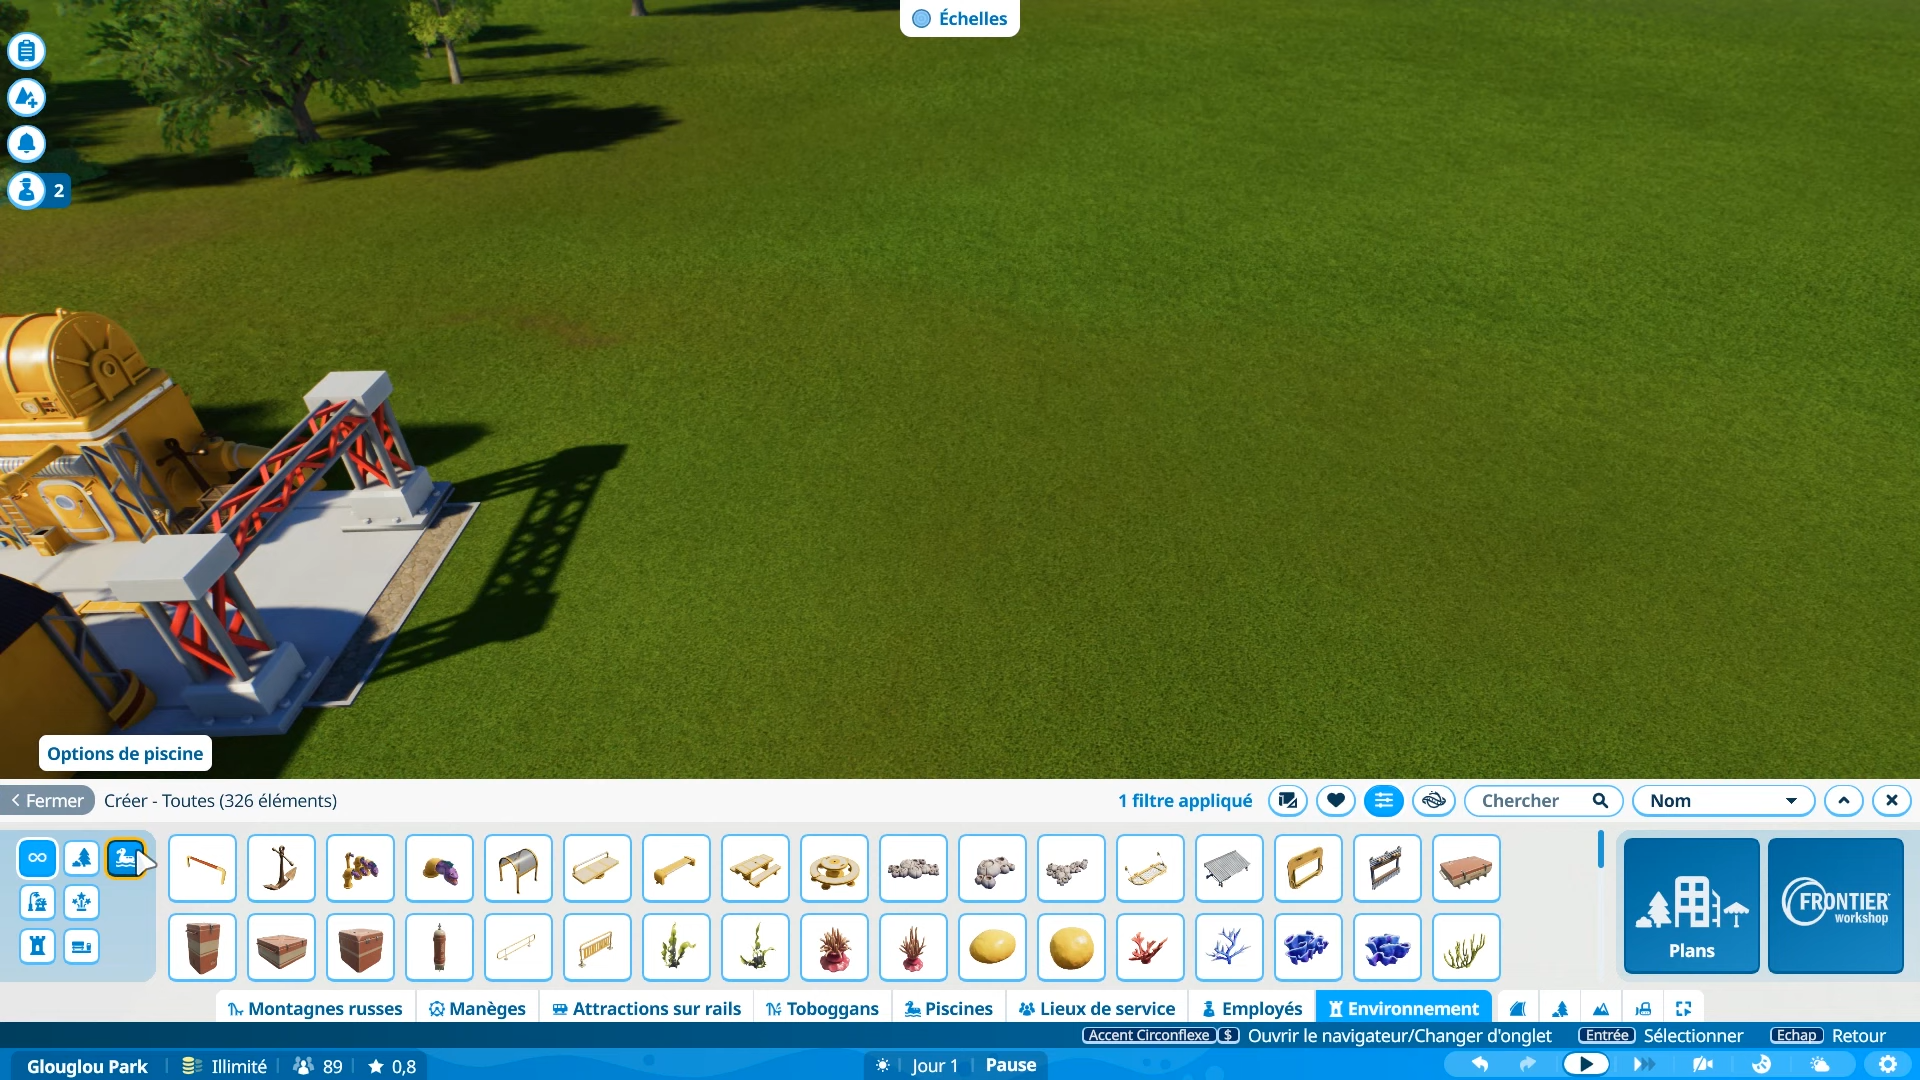 Échelles
2
Options de piscine
Fermer
Créer - Toutes (326 éléments)
1 filtre appliqué
Chercher
Nom
Plans
FRONTIER
workshop
Montagnes russes
Manèges
Attractions sur rails
Toboggans
Piscines
Lieux de service
Employés
Environnement
Accent Circonflexe $ Ouvrir le navigateur/Changer d'onglet Entrée Sélectionner Echap Retour
Glouglou Park
Illimité
89
0,8
Jour 1
Pause